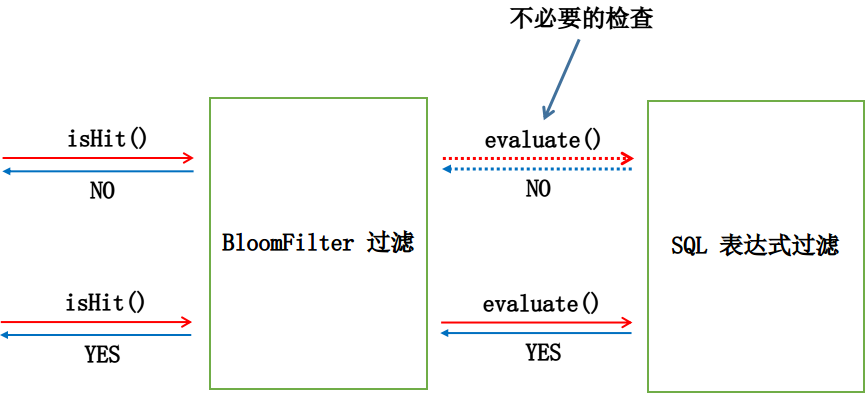 不必要的检查
isHit()
evaluate()
NO
NO
BloomFilter 过滤
SQL 表达式过滤
isHit()
evaluate()
YES
YES